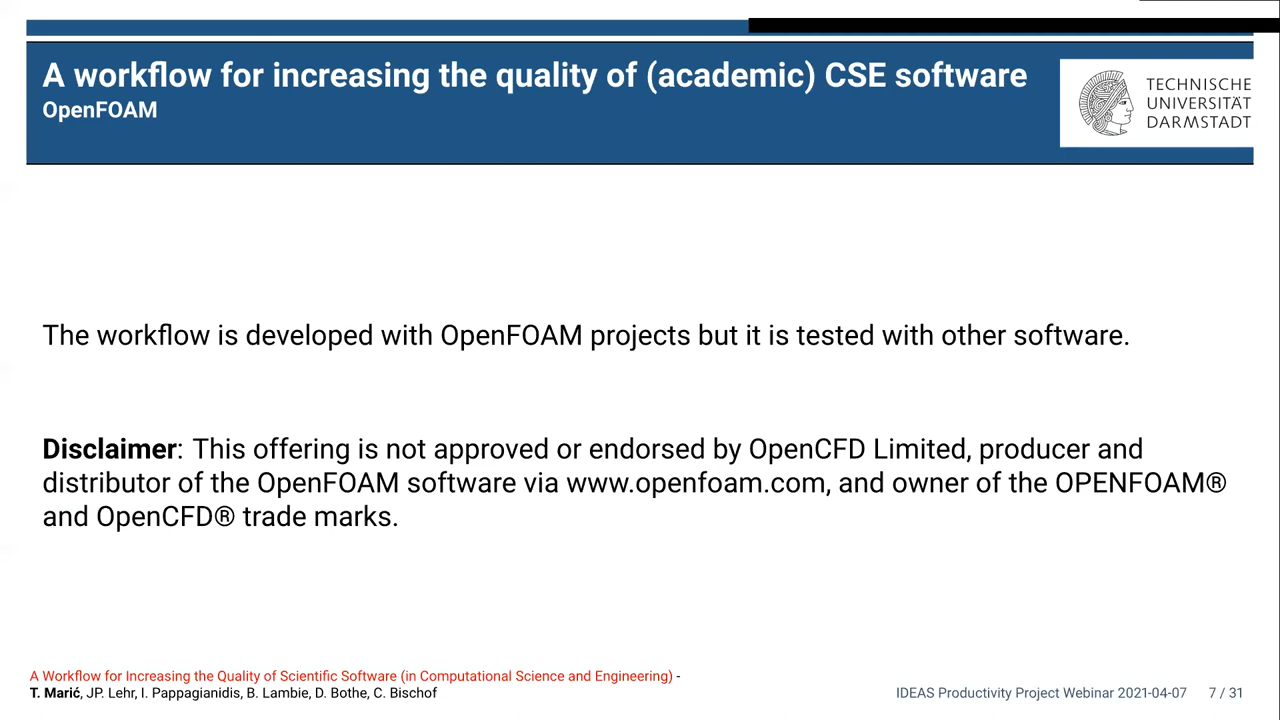 A workflow for increasing the quality of (academic) CSE software
OpenFOAM
TECHNISCHE
UNIVERSITÄT
DARMSTADT
The workflow is developed with OpenFOAM projects but it is tested with other software.
Disclaimer: This offering is not approved or endorsed by OpenCFD Limited, producer and
distributor of the OpenFOAM software via www.openfoam.com, and owner of the OPENFOAM®
and OpenCFD® trade marks.
A Workflow for Increasing the Quality of Scientific Software (in Computational Science and Engineering) -
T. Marić, JP. Lehr, I. Pappagianidis, B. Lambie, D. Bothe, C. Bischof
IDEAS Productivity Project Webinar 2021-04-07 7 / 31